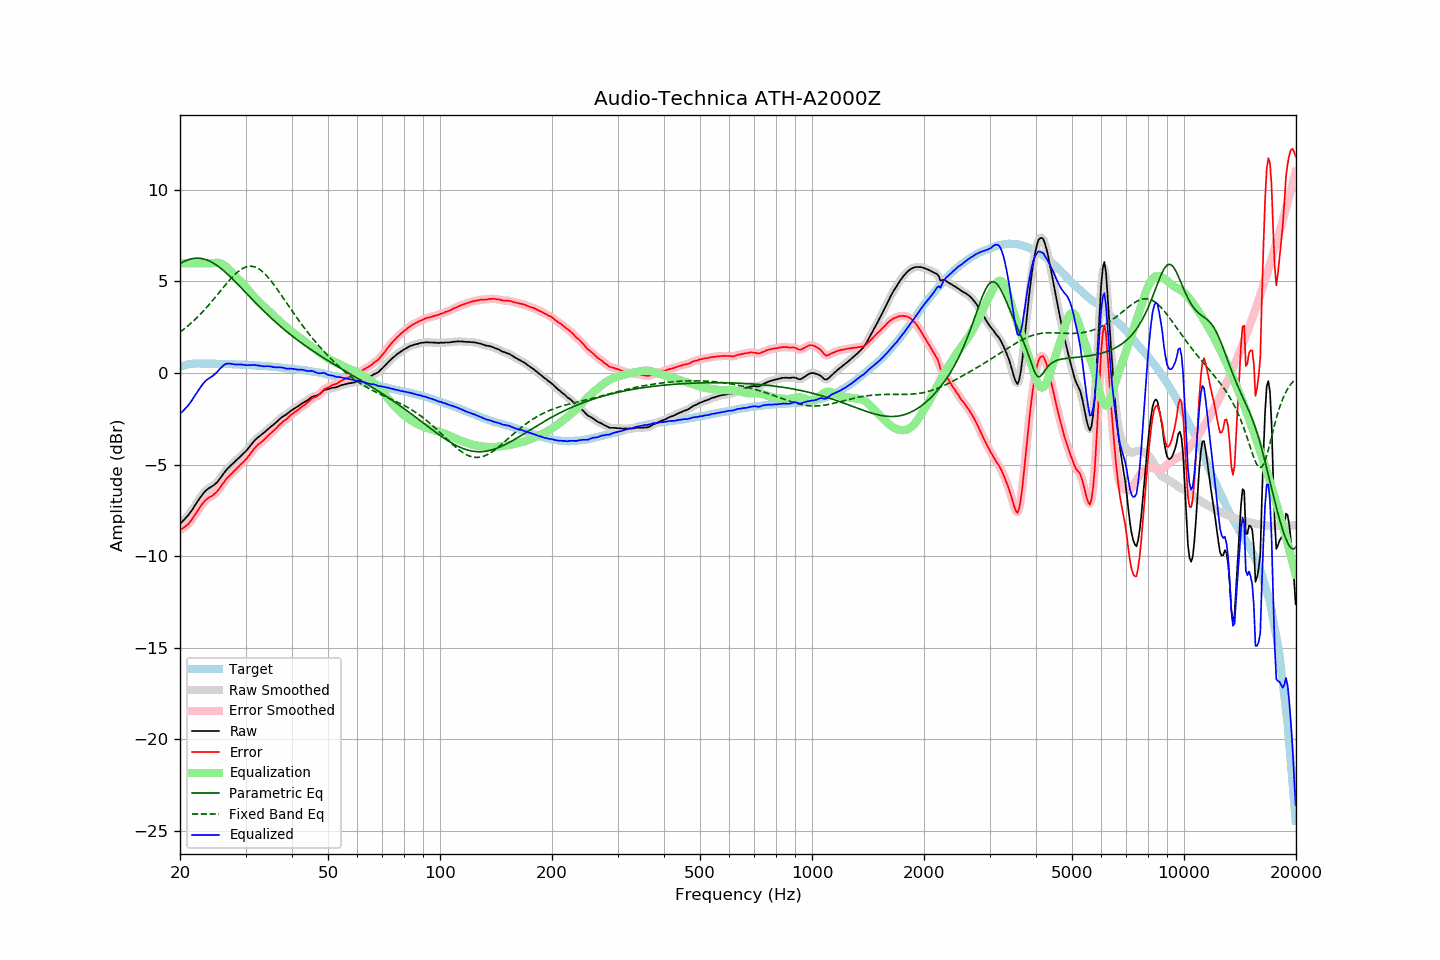 Audio-Technica ATH-A2000Z
Amplitude (dBr)
10
5
0
−5
−10
−15
−20
−25
Target
Raw Smoothed
Error Smoothed
Raw
Error
Equalization
Parametric Eq
Fixed Band Eq
Equalized
20
50
100
200
500
1000
2000
5000
10000
20000
Frequency (Hz)